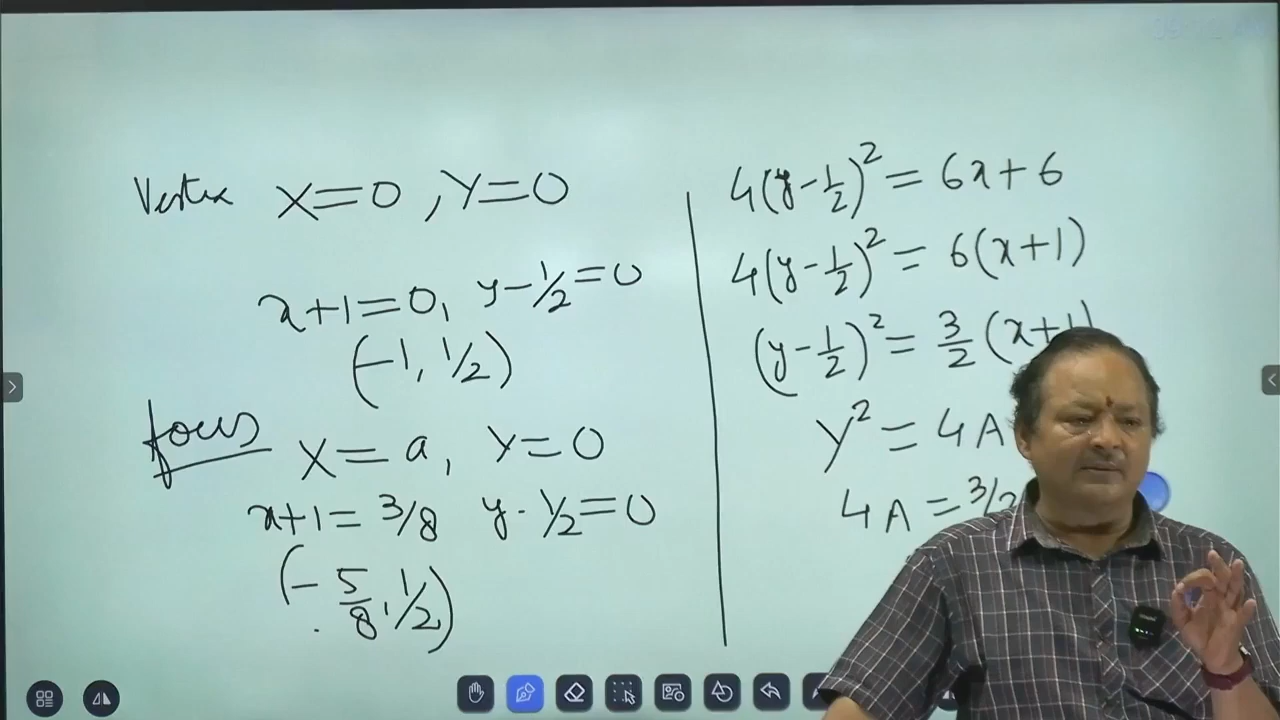 Vertex X=0, Y=0
x+1=0, y-1/2=0
(-1, 1/2)
focus
X=a, Y=0
x+1=3/8 y-1/2=0
(-5/8, 1/2)
4(y-1/2)²=6x+6
4(y-1/2)²=6(x+1)
(y-1/2)²=3/2(x+1)
Y²=4A
4A=3/2